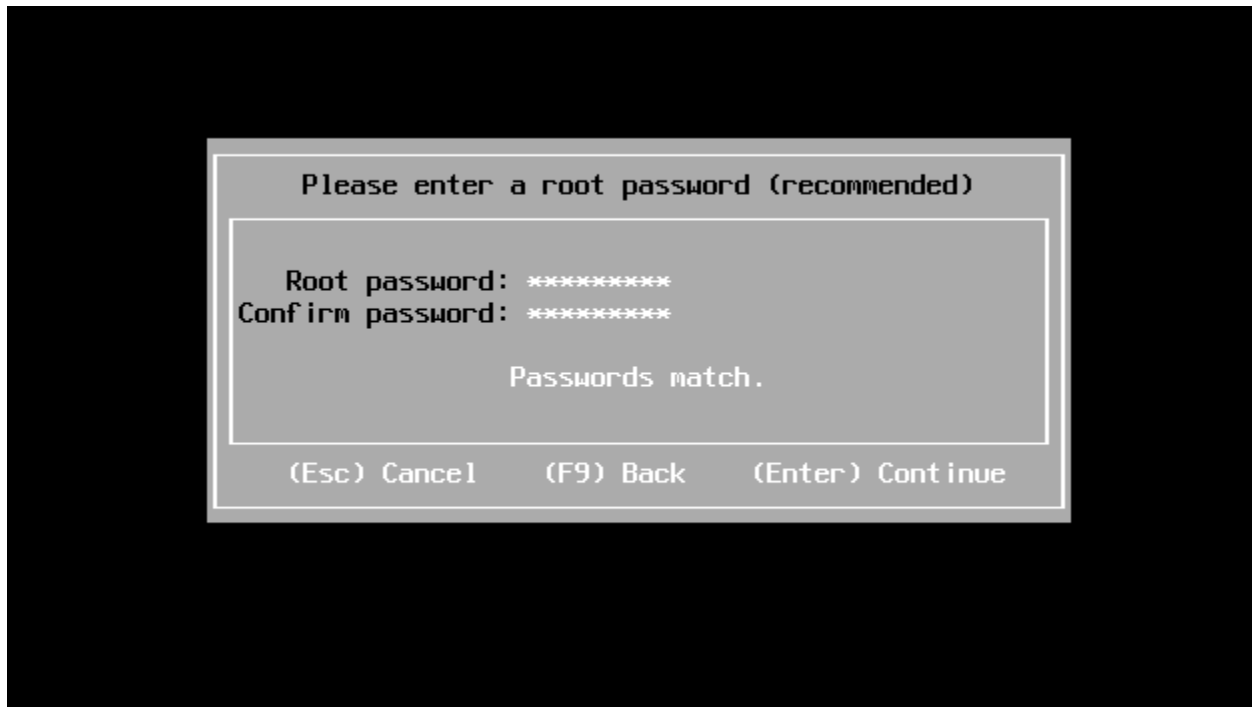 Please enter a root password (recommended)
Root password: *********
Confirm password: *********
Passwords match.
(Esc) Cancel (F9) Back (Enter) Continue